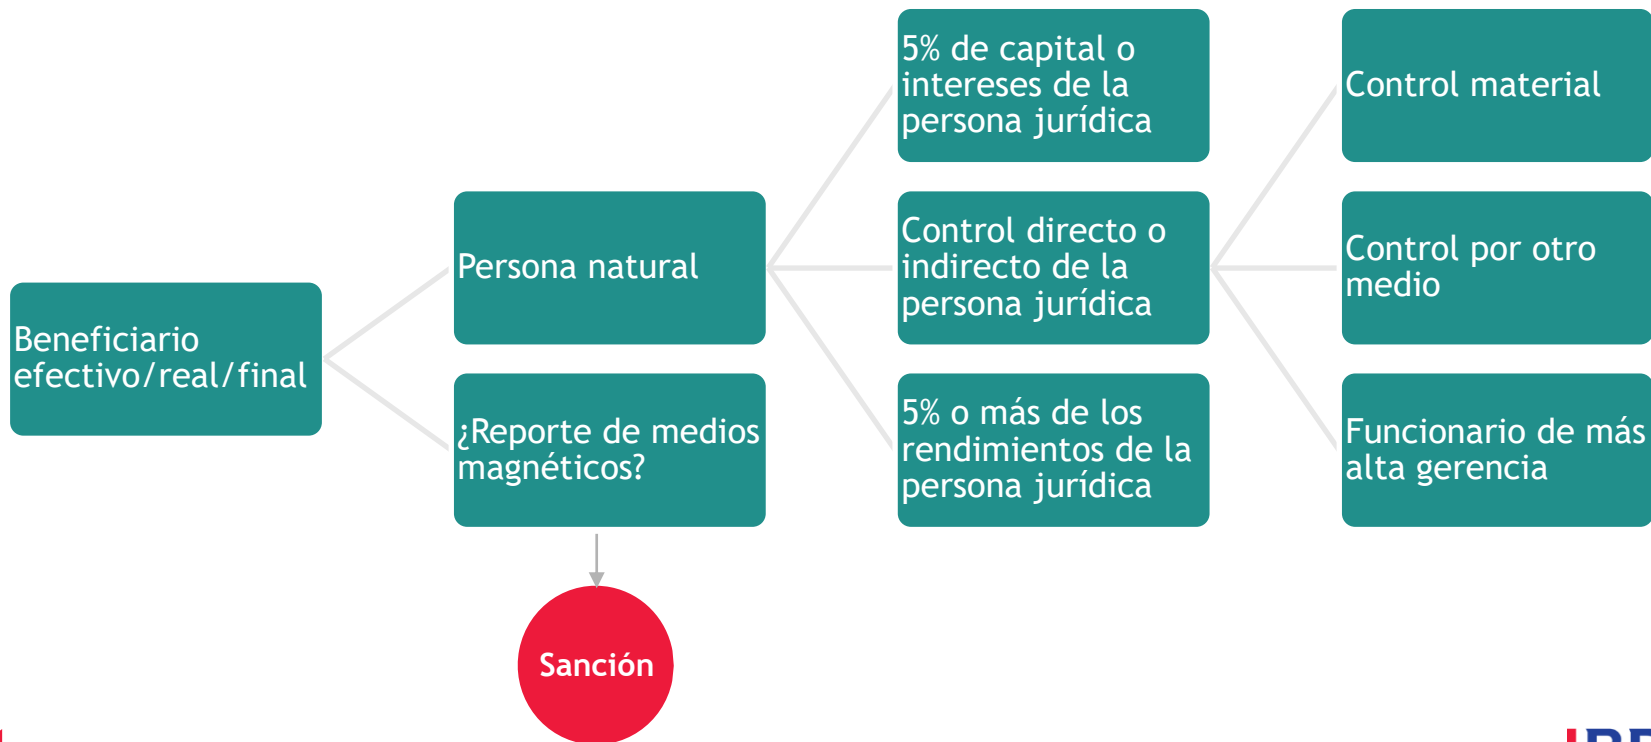 Beneficiario
efectivo/real/final
Persona natural
¿Reporte de medios
magnéticos?
Sanción
5% de capital o
intereses de la
persona jurídica
Control directo o
indirecto de la
persona jurídica
5% o más de los
rendimientos de la
persona jurídica
Control material
Control por otro
medio
Funcionario de más
alta gerencia